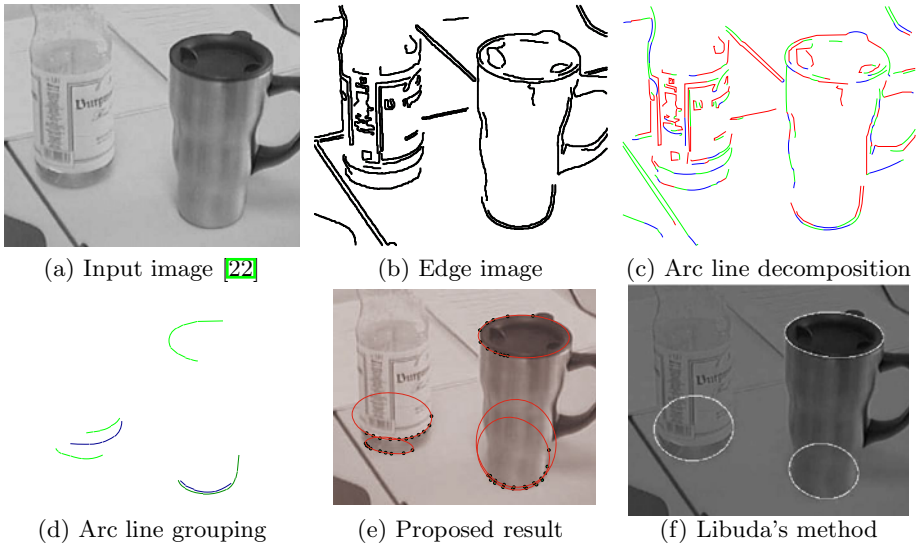 (a) Input image [22]
(b) Edge image
(c) Arc line decomposition
(d) Arc line grouping
(e) Proposed result
(f) Libuda's method